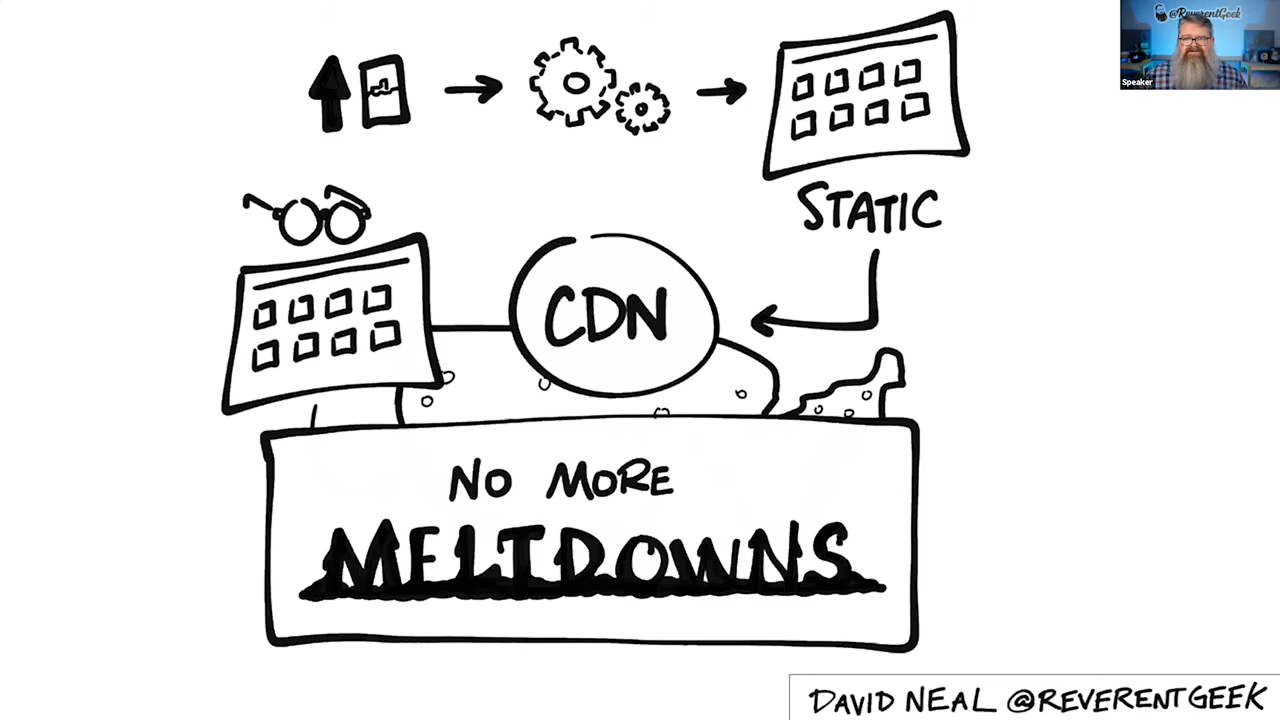 @ReverentGeek
Speaker
STATIC
CDN
NO MORE
MELTDOWNS
DAVID NEAL @REVERENTGEEK